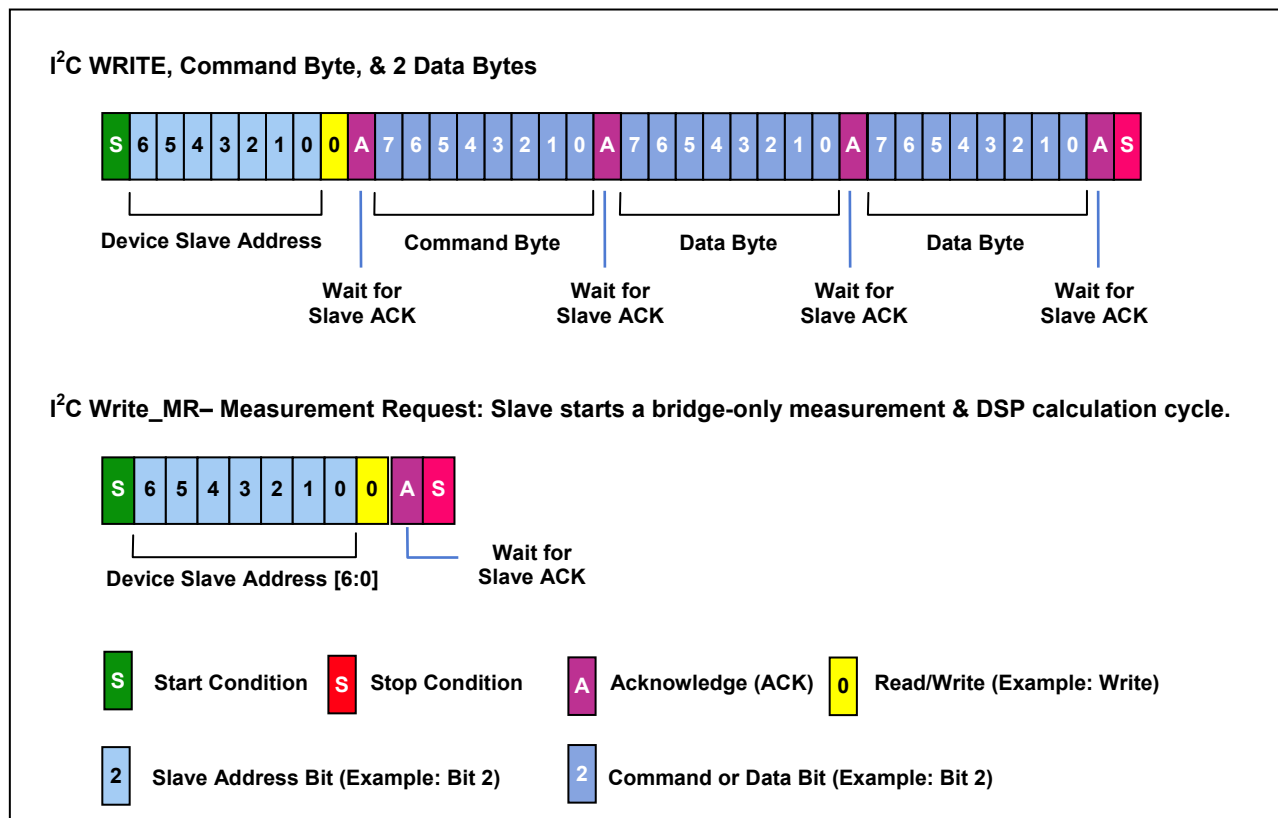 I²C WRITE, Command Byte, & 2 Data Bytes
S 6 5 4 3 2 1 0 0 A 7 6 5 4 3 2 1 0 A 7 6 5 4 3 2 1 0 A 7 6 5 4 3 2 1 0 A S
Device Slave Address Command Byte Data Byte Data Byte
Wait for Wait for Wait for Wait for
Slave ACK Slave ACK Slave ACK Slave ACK
I²C Write_MR– Measurement Request: Slave starts a bridge-only measurement & DSP calculation cycle.
S 6 5 4 3 2 1 0 0 A S
Wait for
Slave ACK
Device Slave Address [6:0]
S Start Condition S Stop Condition A Acknowledge (ACK) 0 Read/Write (Example: Write)
2 Slave Address Bit (Example: Bit 2) 2 Command or Data Bit (Example: Bit 2)